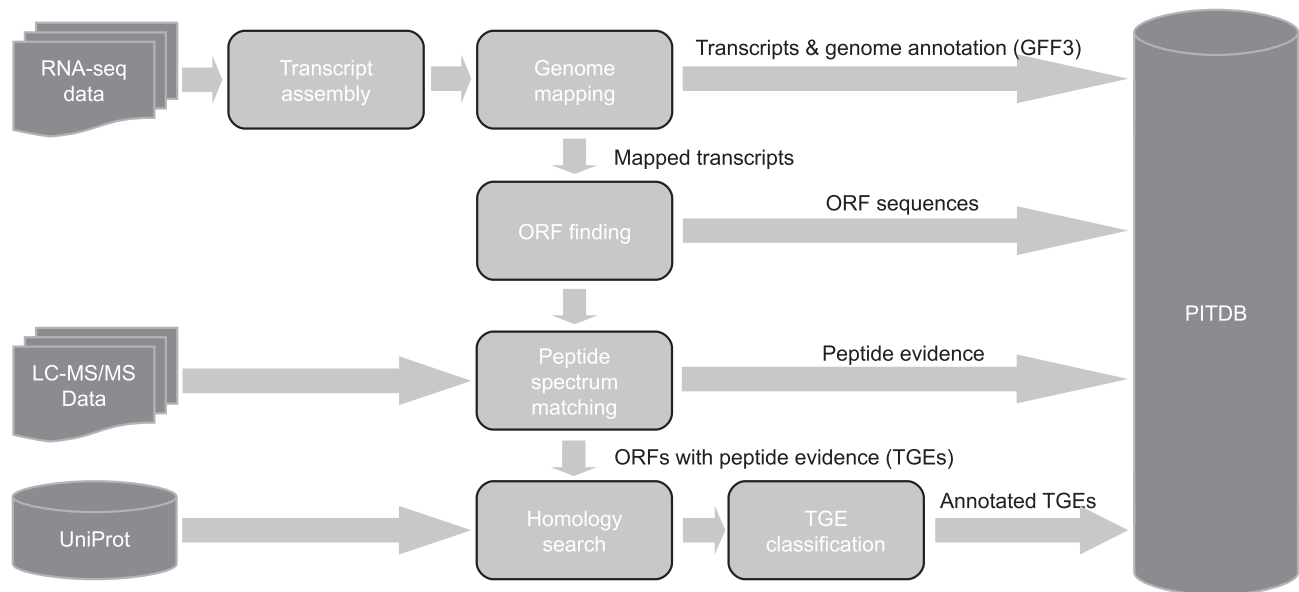 RNA-seq
data
Transcript
assembly
Genome
mapping
Transcripts & genome annotation (GFF3)
Mapped transcripts
ORF finding
ORF sequences
PITDB
LC-MS/MS
Data
Peptide
spectrum
matching
Peptide evidence
ORFs with peptide evidence (TGEs)
UniProt
Homology
search
TGE
classification
Annotated TGEs